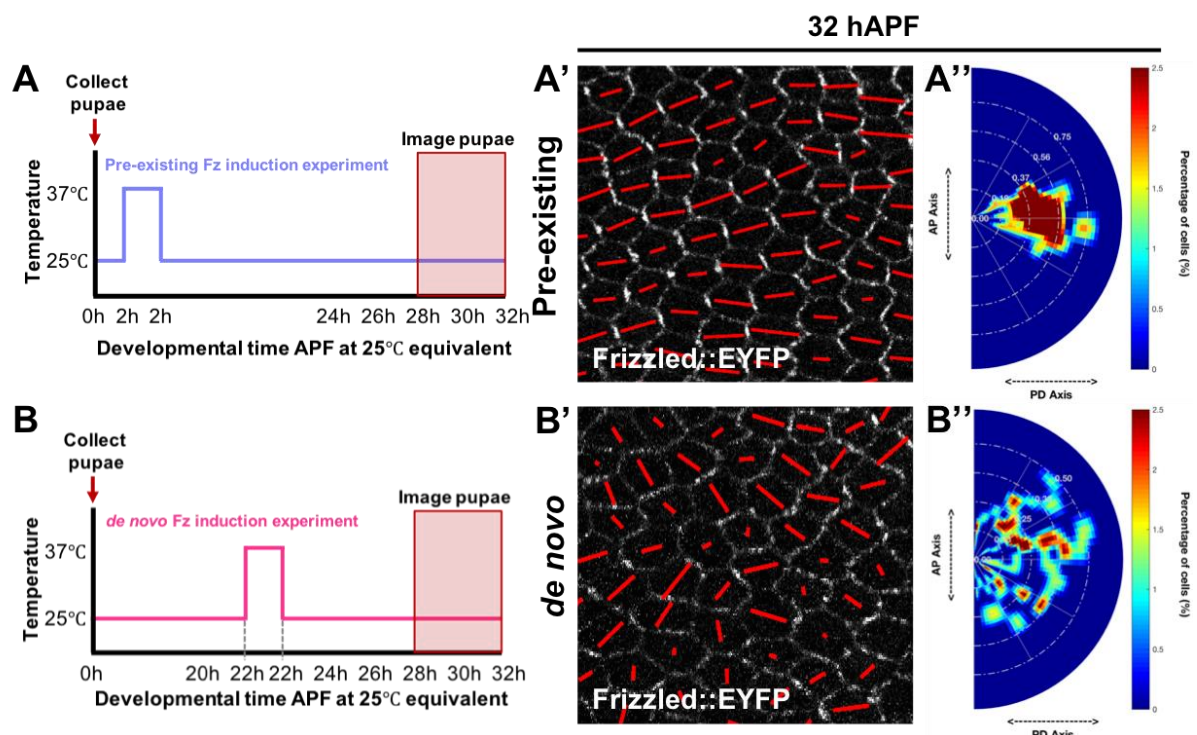 32 hAPF
A
Collect
pupae
Pre-existing Fz induction experiment
Image pupae
Temperature
37°C
25°C
0h 2h 2h 24h 26h 28h 30h 32h
Developmental time APF at 25°C equivalent
A’
Pre-existing
Frizzled::EYFP
A’’
AP Axis
0.75
0.56
0.37
0.00
PD Axis
2.5
2
1.5
1
0.5
0
Percentage of cells (%)
B
Collect
pupae
de novo Fz induction experiment
Image pupae
Temperature
37°C
25°C
0h 20h 22h 22h 24h 26h 28h 30h 32h
Developmental time APF at 25°C equivalent
B’
de novo
Frizzled::EYFP
B’’
AP Axis
0.50
PD Axis
2.5
2
1.5
1
0.5
0
Percentage of cells (%)